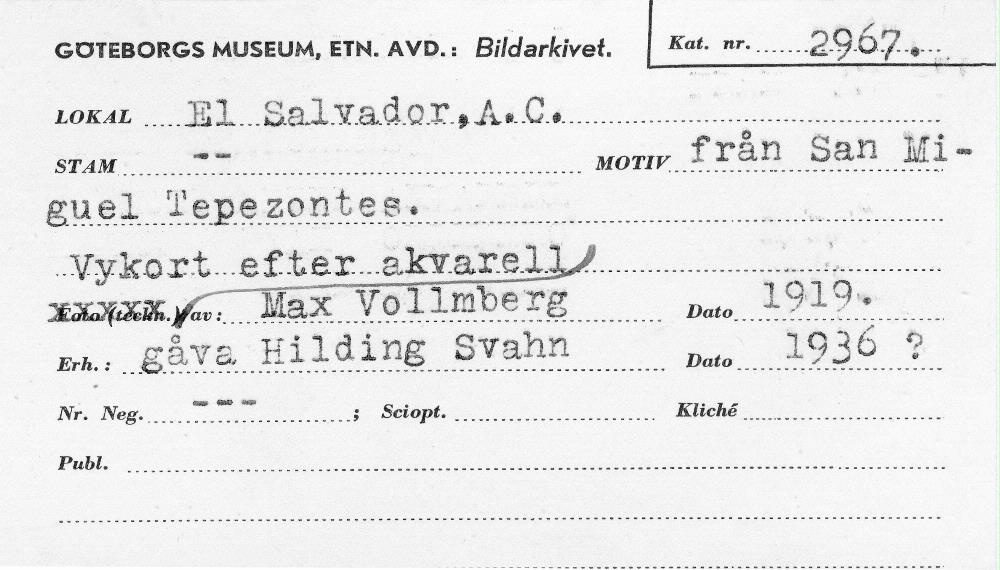 GÖTEBORGS MUSEUM, ETN. AVD.: Bildarkivet. Kat. nr. 2967.
LOKAL El Salvador, A.C.
STAM -- MOTIV från San Mi-
guel Tepezontes.
Vykort efter akvarell
Foto (teckn.) av: Max Vollmberg Dato 1919.
Erh.: gåva Hilding Svahn Dato 1936 ?
Nr. Neg. --- ; Sciopt. Kliché
Publ.